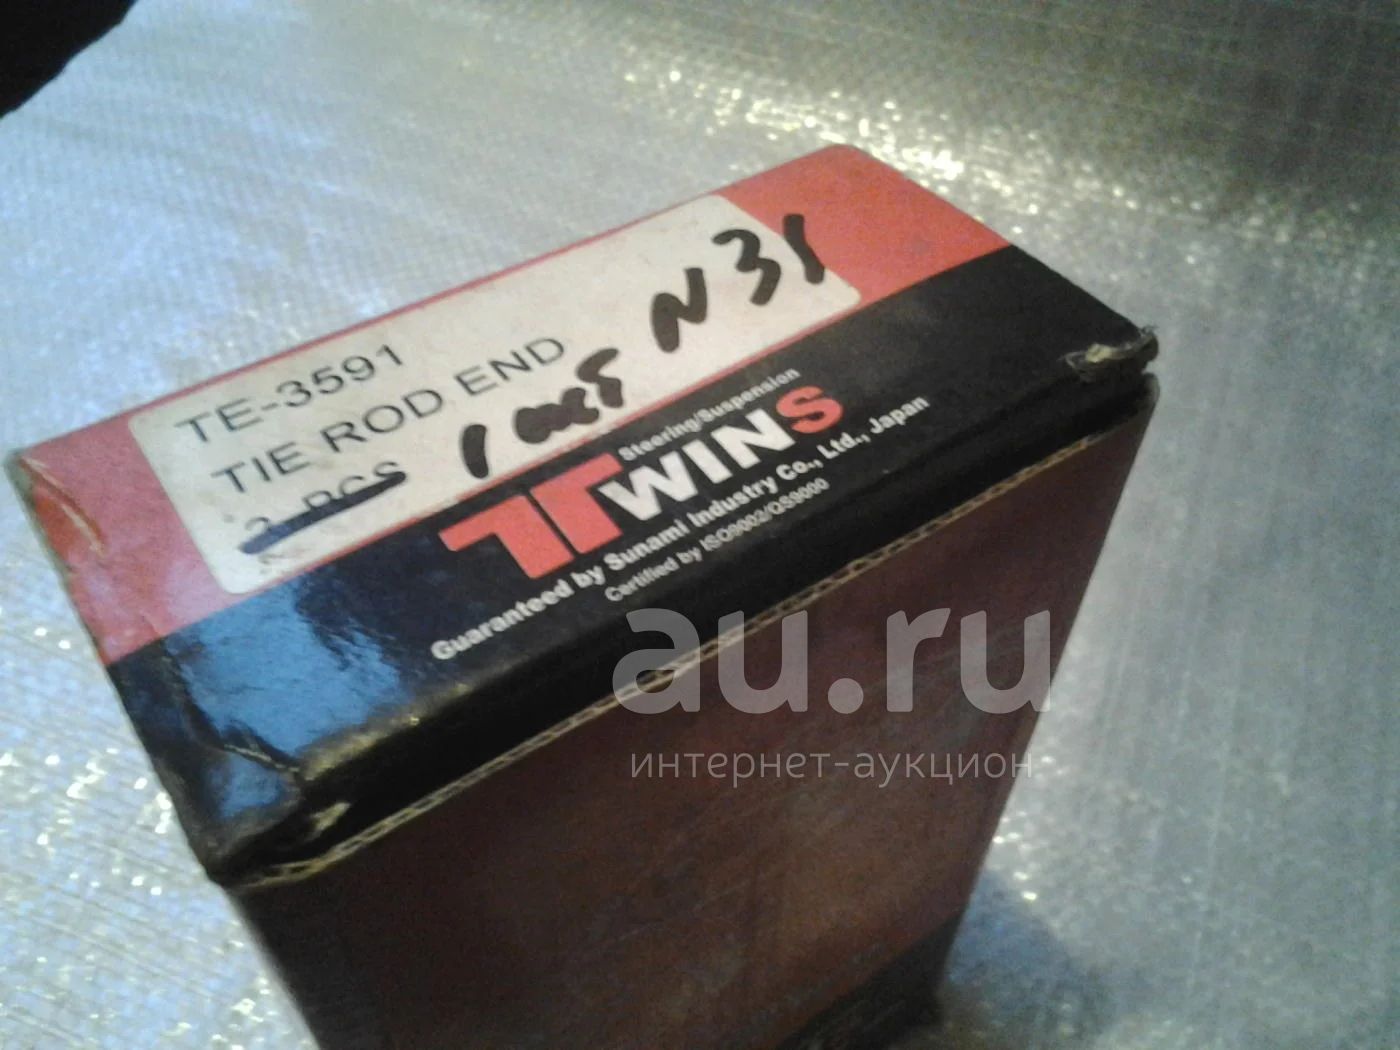 TE-3591
TIE ROD END
2 PCS
N 31
Steering/Suspension
TWINS
Guaranteed by Sunami Industry Co., Ltd., Japan
Certified by ISO9002/QS9000
au.ru
интернет-аукцион